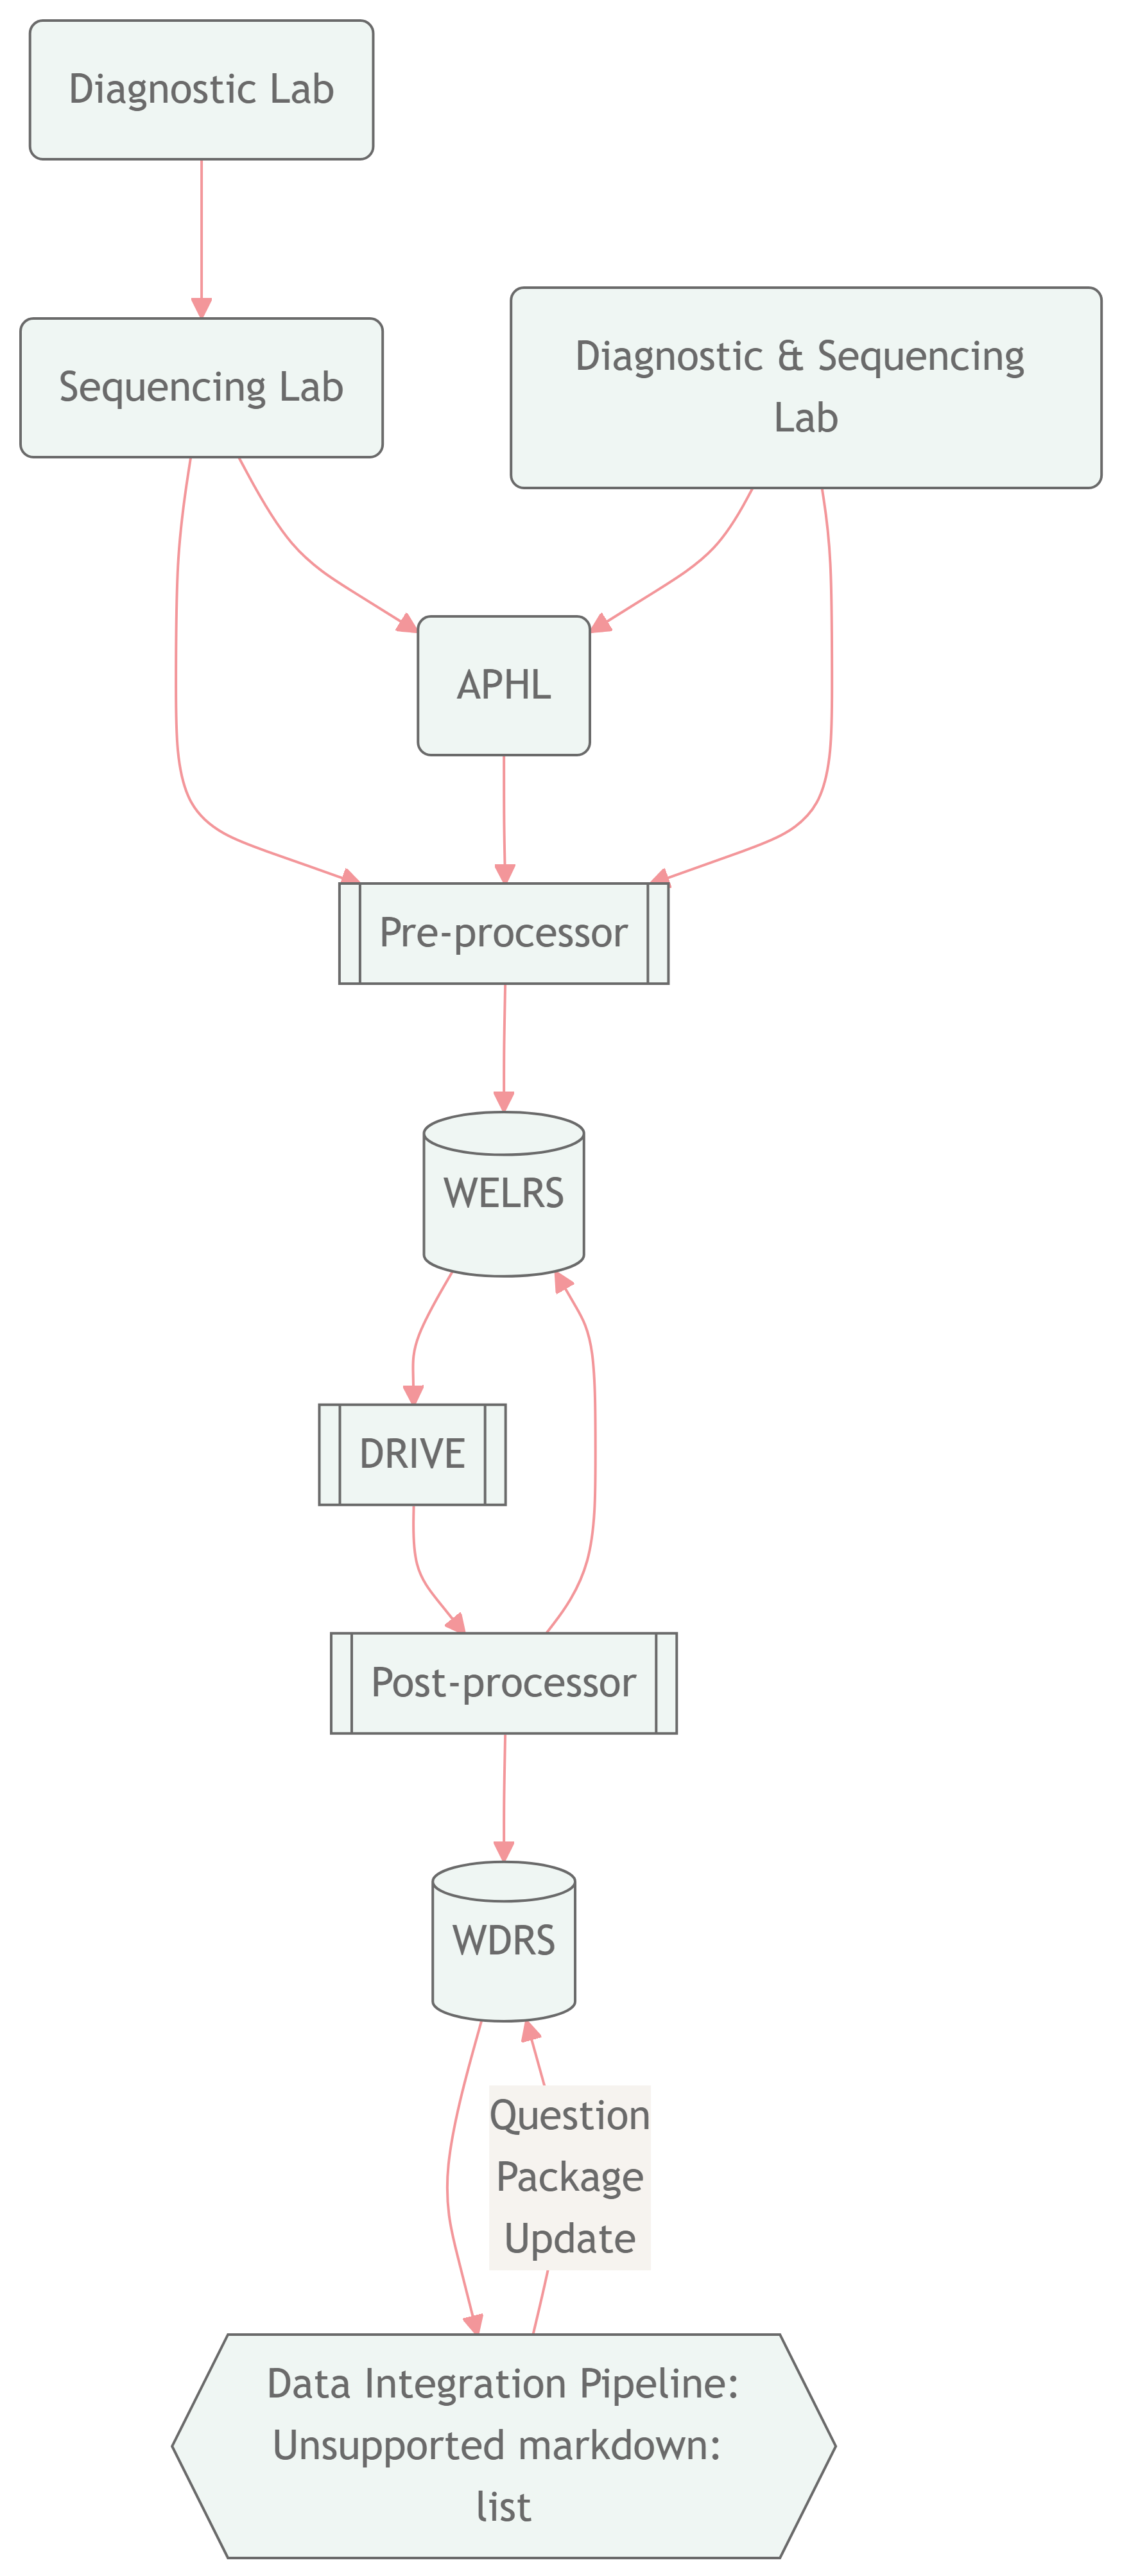 Diagnostic Lab
Sequencing Lab
Diagnostic & Sequencing
Lab
APHL
Pre-processor
WELRS
DRIVE
Post-processor
WDRS
Question
Package
Update
Data Integration Pipeline:
Unsupported markdown:
list